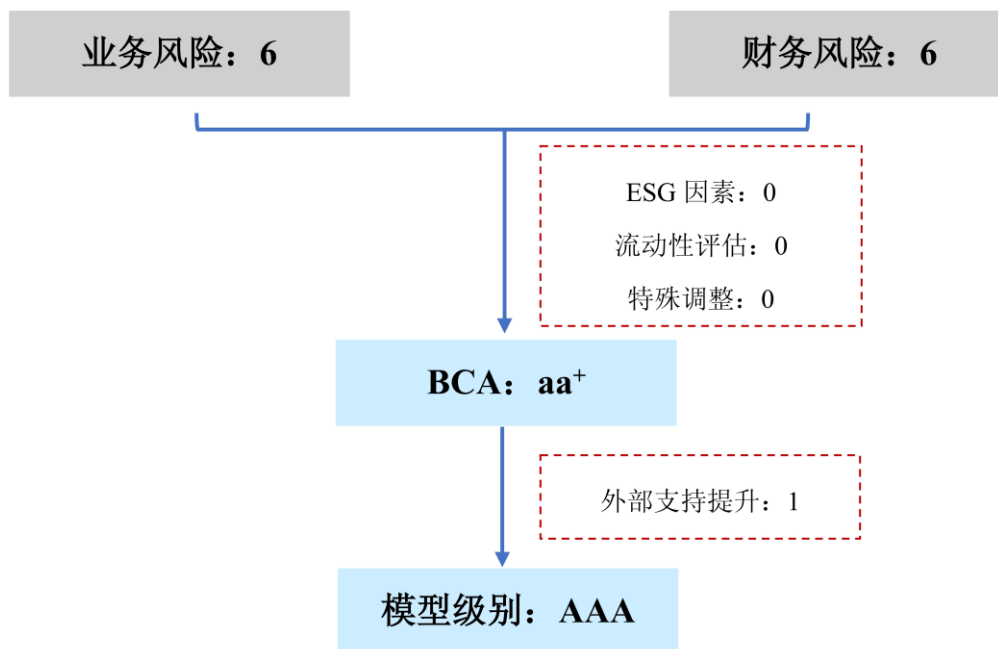 业务风险：6
财务风险：6
ESG 因素：0
流动性评估：0
特殊调整：0
BCA：aa⁺
外部支持提升：1
模型级别：AAA